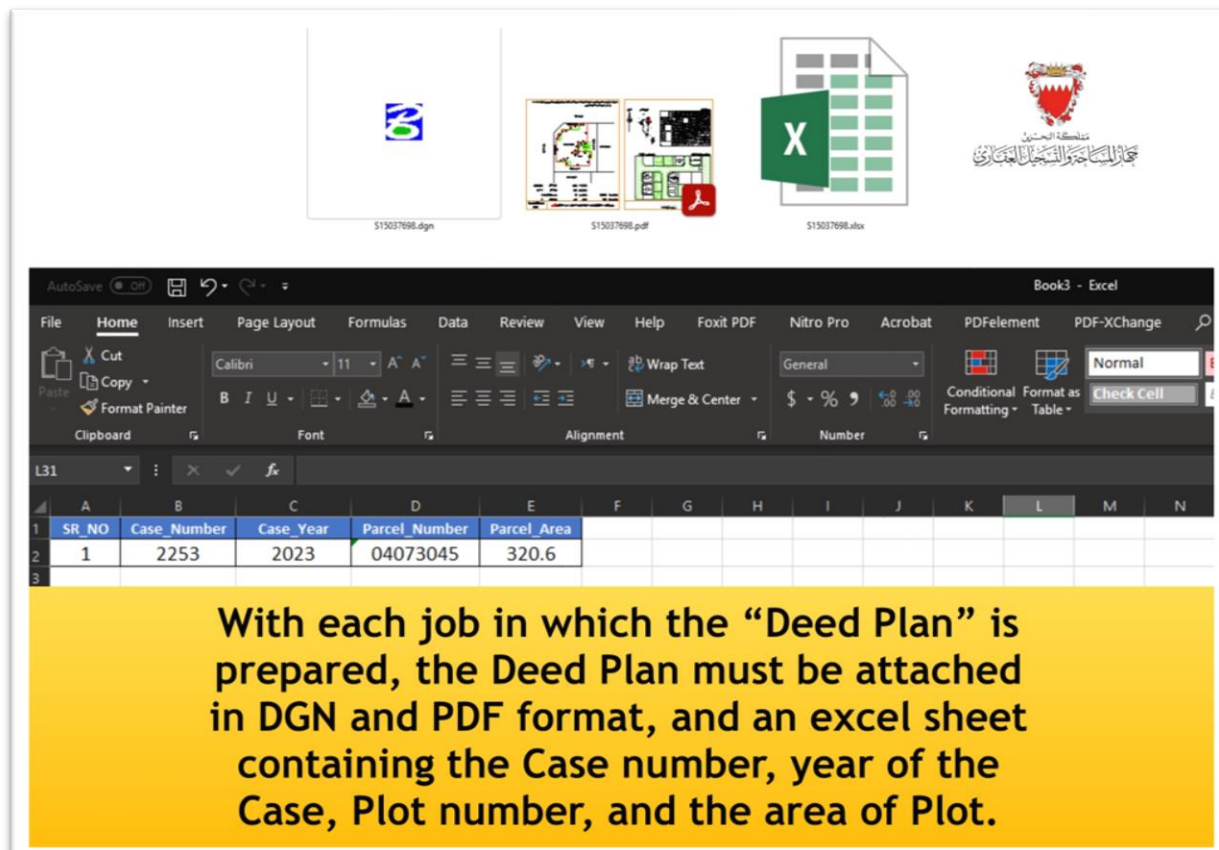 مملكة البحرين
جهاز المساحة والتسجيل العقاري
S15037698.dgn
S15037698.pdf
X
S15037698.xlsx
AutoSave Off
Book3 - Excel
File Home Insert Page Layout Formulas Data Review View Help Foxit PDF Nitro Pro Acrobat PDFelement PDF-XChange
Paste
Cut
Copy
Format Painter
Clipboard
Calibri 11 A^ A˅
B I U A
Font
Wrap Text
Merge & Center
Alignment
General
$ % 9 .00 .00
Number
Conditional Formatting
Format as Table
Normal
Check Cell
L31 fx
A B C D E F G H I J K L M N
1 SR_NO Case_Number Case_Year Parcel_Number Parcel_Area
2 1 2253 2023 04073045 320.6
3
With each job in which the “Deed Plan” is
prepared, the Deed Plan must be attached
in DGN and PDF format, and an excel sheet
containing the Case number, year of the
Case, Plot number, and the area of Plot.